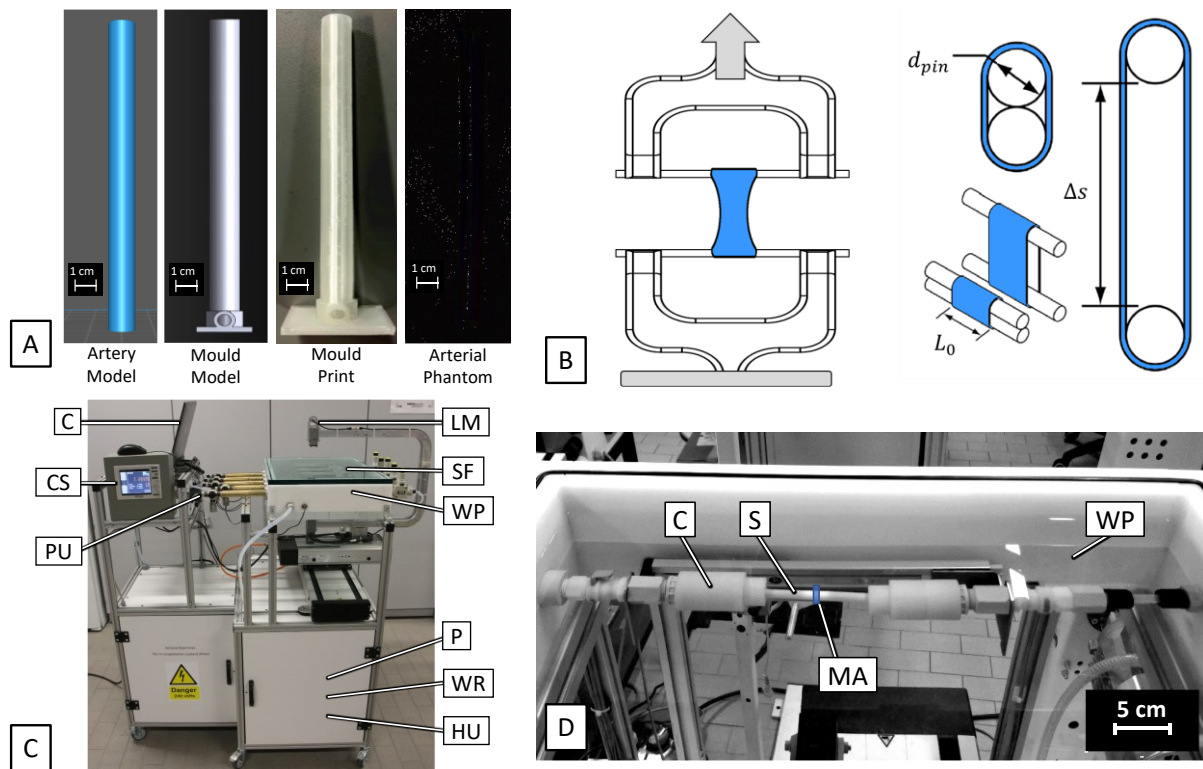 1 cm
1 cm
1 cm
1 cm
A
Artery
Model
Mould
Model
Mould
Print
Arterial
Phantom
B
d_pin
Δs
L_0
C
CS
PU
LM
SF
WP
P
WR
HU
Danger
C
C
S
WP
MA
D
5 cm